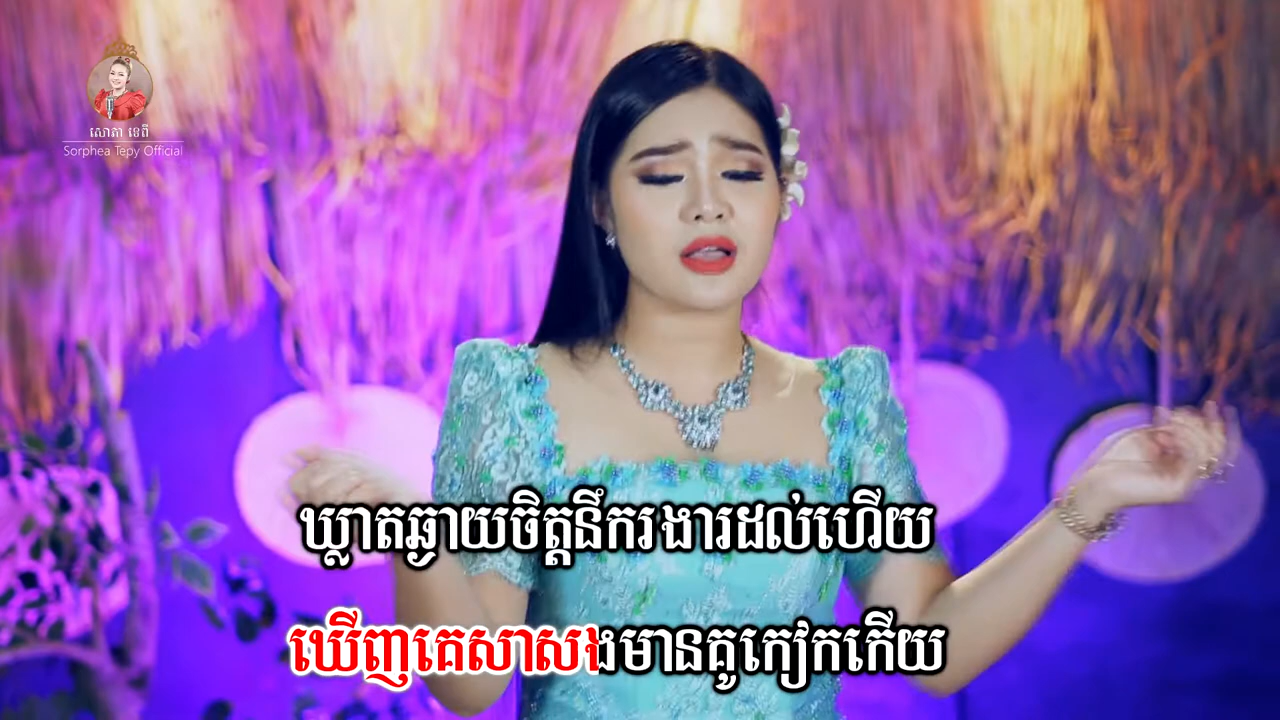 សោភា ទេពី
Sorphea Tepy Official
ឃ្លាតឆ្ងាយចិត្តនឹករងារដល់ហើយ
ឃើញគេសាសងមានគូកៀកកើយ